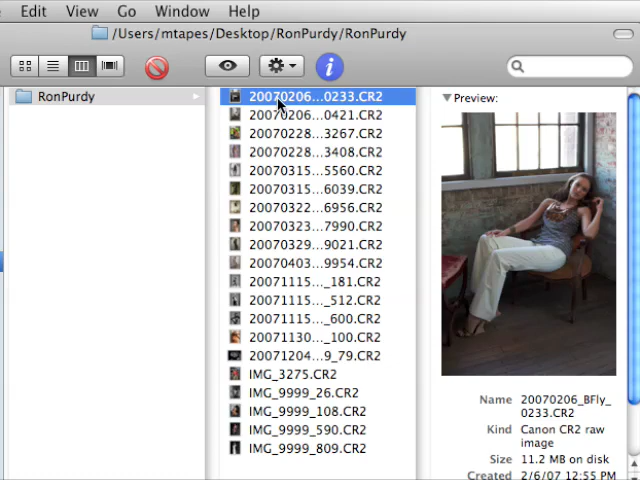 Edit View Go Window Help
/Users/mtapes/Desktop/RonPurdy/RonPurdy
RonPurdy
20070206...0233.CR2
20070206...0421.CR2
20070228...3267.CR2
20070228...3408.CR2
20070315...5560.CR2
20070315...6039.CR2
20070322...6956.CR2
20070323...7990.CR2
20070329...9021.CR2
20070403...9954.CR2
20071115..._181.CR2
20071115..._512.CR2
20071115..._600.CR2
20071130..._100.CR2
20071204...9_79.CR2
IMG_3275.CR2
IMG_9999_26.CR2
IMG_9999_108.CR2
IMG_9999_590.CR2
IMG_9999_809.CR2
Preview:
Name 20070206_BFly_
0233.CR2
Kind Canon CR2 raw
image
Size 11.2 MB on disk
Created 2/6/07 12:55 PM